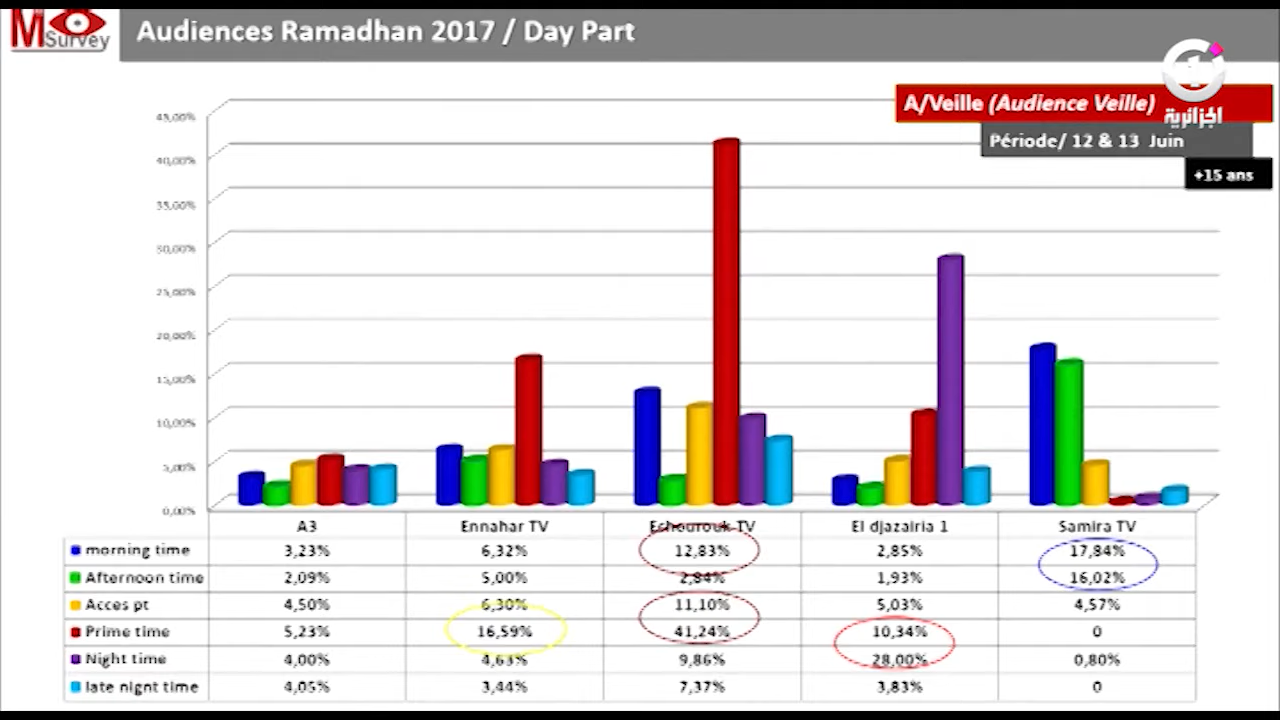 Mi
Survey
Audiences Ramadhan 2017 / Day Part
الجزائرية
1
A/Veille (Audience Veille)
Période/ 12 & 13 Juin
+15 ans
45,00%
40,00%
35,00%
30,00%
25,00%
20,00%
15,00%
10,00%
5,00%
0,00%
A3 Ennahar TV Echourouk TV El djazairia 1 Samira TV
morning time 3,23% 6,32% 12,83% 2,85% 17,84%
Afternoon time 2,09% 5,00% 2,84% 1,93% 16,02%
Acces pt 4,50% 6,30% 11,10% 5,03% 4,57%
Prime time 5,23% 16,59% 41,24% 10,34% 0
Night time 4,00% 4,63% 9,86% 28,00% 0,80%
late night time 4,05% 3,44% 7,37% 3,83% 0